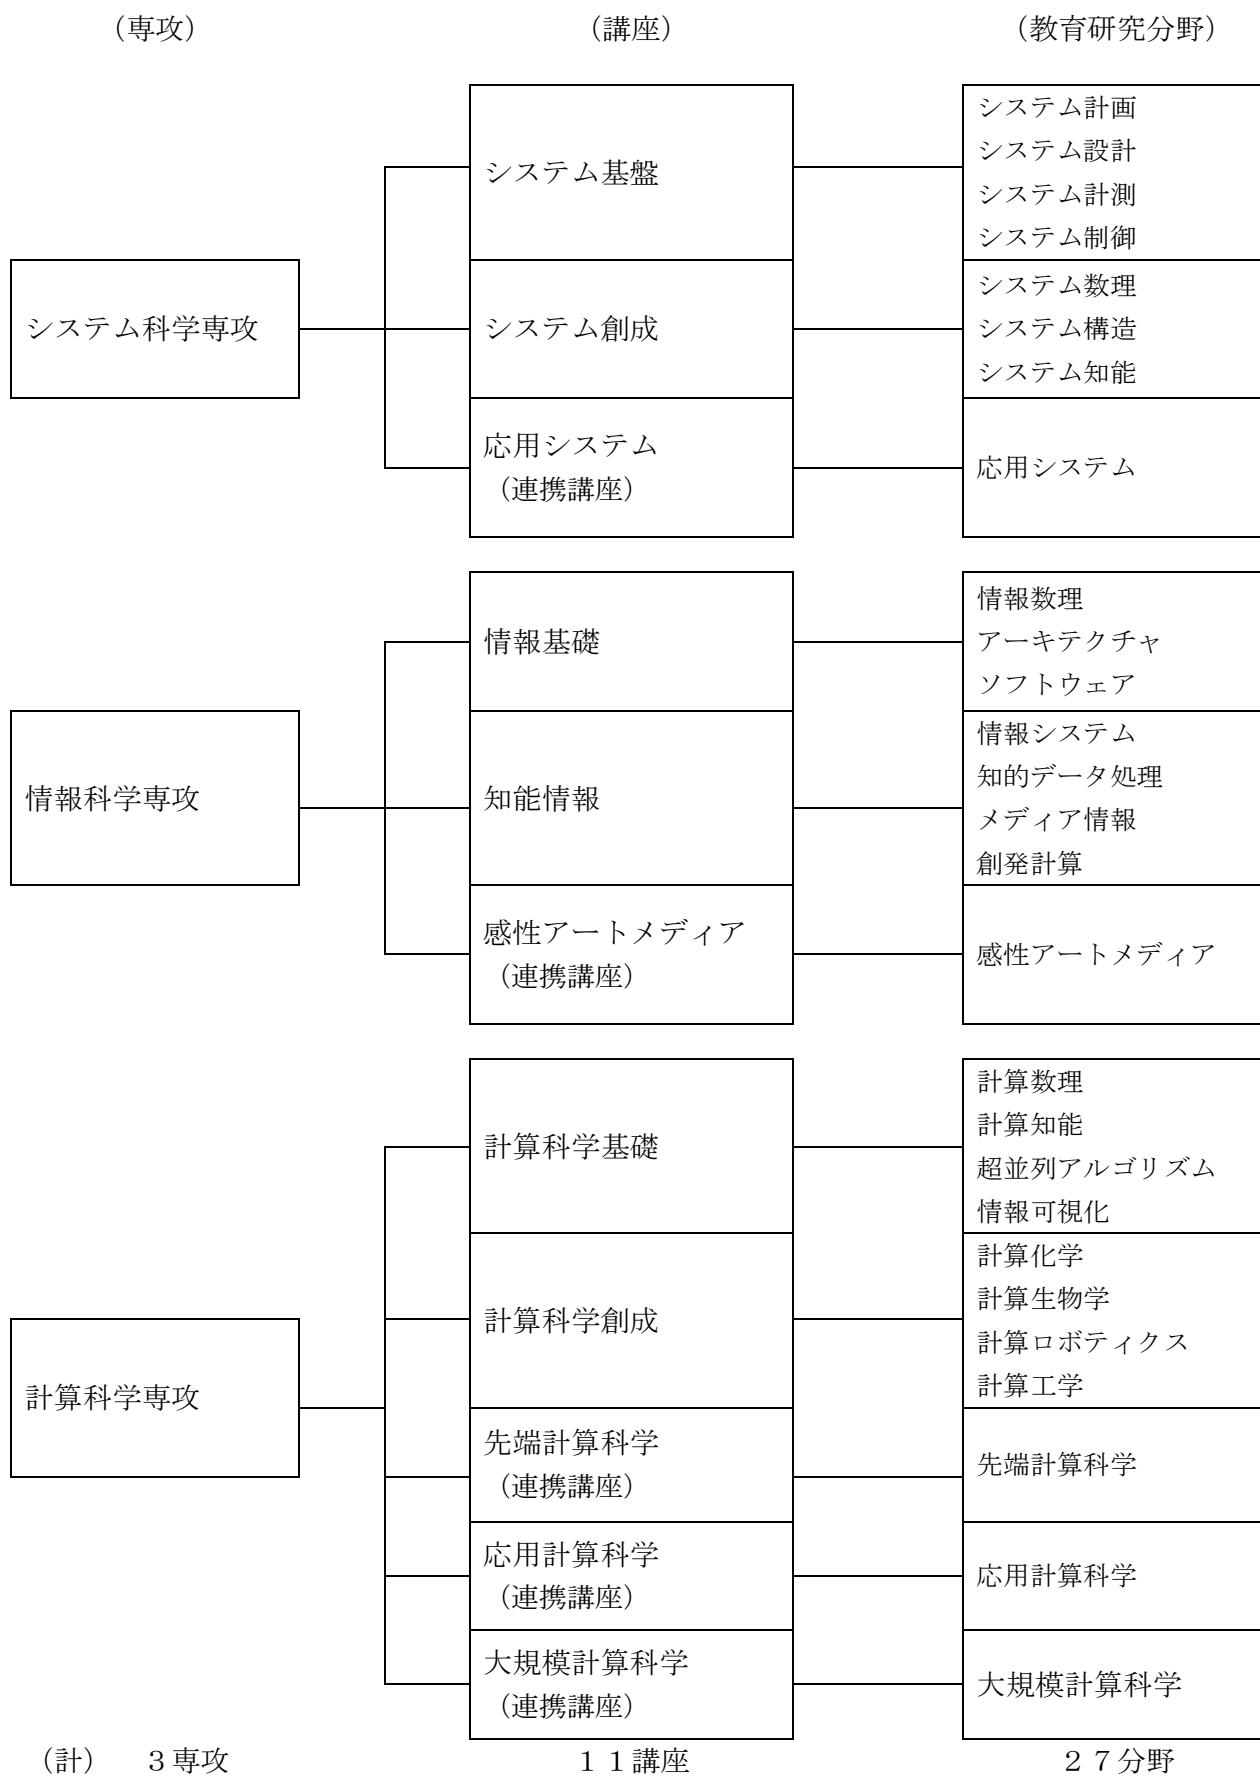 （専攻）
（講座）
（教育研究分野）
システム科学専攻
システム基盤
システム計画
システム設計
システム計測
システム制御
システム創成
システム数理
システム構造
システム知能
応用システム
（連携講座）
応用システム
情報科学専攻
情報基礎
情報数理
アーキテクチャ
ソフトウェア
知能情報
情報システム
知的データ処理
メディア情報
創発計算
感性アートメディア
（連携講座）
感性アートメディア
計算科学専攻
計算科学基礎
計算数理
計算知能
超並列アルゴリズム
情報可視化
計算科学創成
計算化学
計算生物学
計算ロボティクス
計算工学
先端計算科学
（連携講座）
先端計算科学
応用計算科学
（連携講座）
応用計算科学
大規模計算科学
（連携講座）
大規模計算科学
（計）　３専攻
１１講座
２７分野